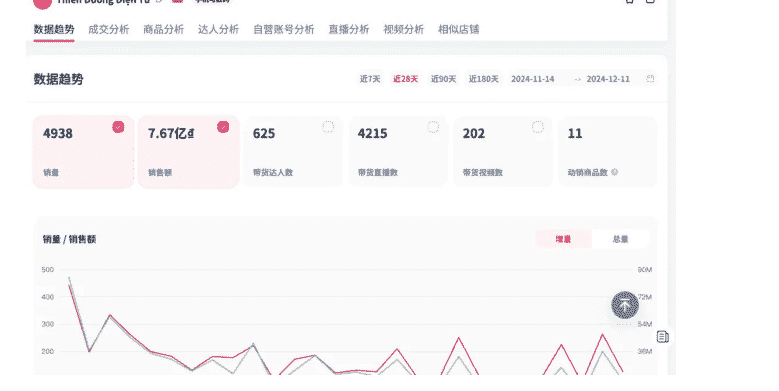 Thiên Đường Điện Tử
数据趋势 成交分析 商品分析 达人分析 自营账号分析 直播分析 视频分析 相似店铺
数据趋势 近7天 近28天 近90天 近180天 2024-11-14 -> 2024-12-11
4938 7.67亿₫ 625 4215 202 11
销量 销售额 带货达人数 带货直播数 带货视频数 动销商品数
销量 / 销售额 增量 总量
500 90M
400 72M
300 54M
200 36M